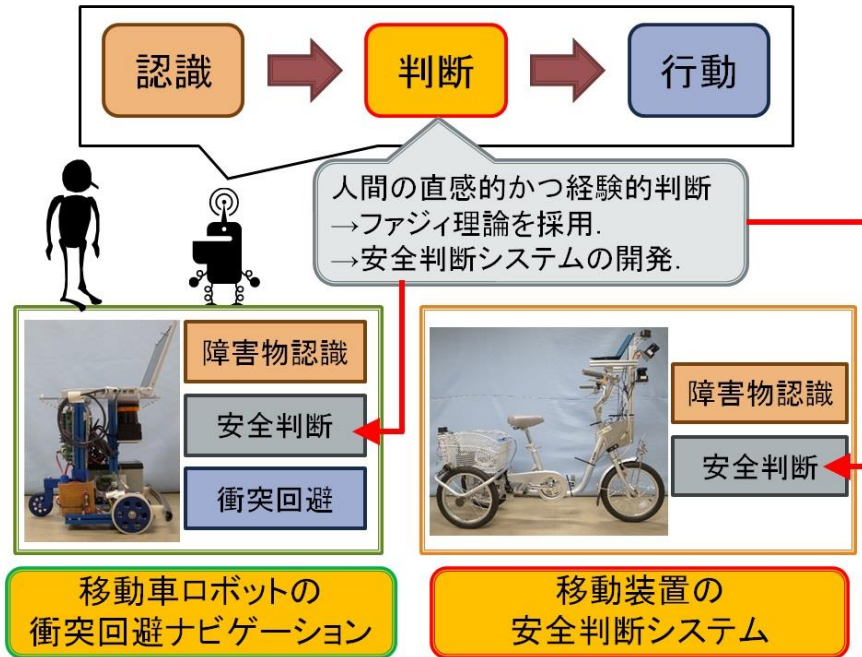 認識
判断
行動
人間の直感的かつ経験的判断
→ファジィ理論を採用.
→安全判断システムの開発.
障害物認識
安全判断
衝突回避
障害物認識
安全判断
移動車ロボットの
衝突回避ナビゲーション
移動装置の
安全判断システム